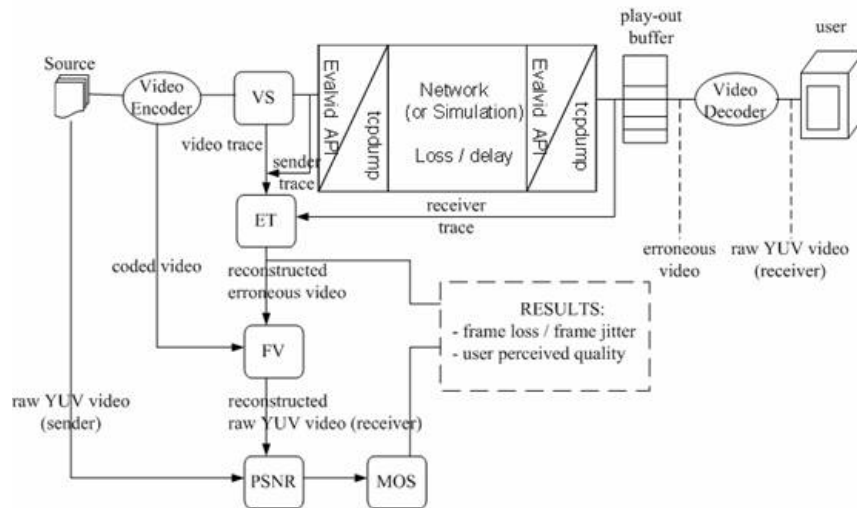 Source
Video
Encoder
VS
Evalvid API
tcpdump
Network
(or Simulation)
Loss / delay
Evalvid API
tcpdump
play-out
buffer
Video
Decoder
user
video trace
sender
trace
ET
receiver
trace
erroneous
video
raw YUV video
(receiver)
coded video
reconstructed
erroneous video
RESULTS:
- frame loss / frame jitter
- user perceived quality
FV
raw YUV video
(sender)
reconstructed
raw YUV video (receiver)
PSNR
MOS